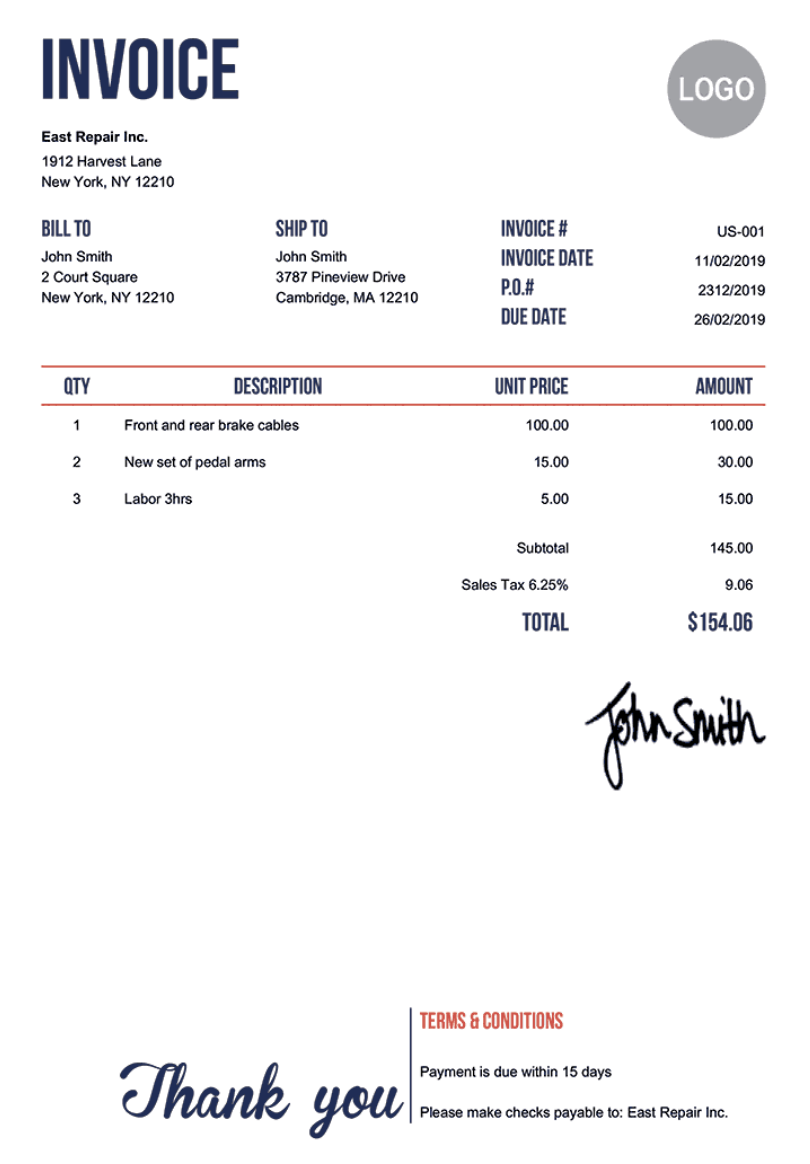 INVOICE
LOGO
East Repair Inc.
1912 Harvest Lane
New York, NY 12210
BILL TO
John Smith
2 Court Square
New York, NY 12210
SHIP TO
John Smith
3787 Pineview Drive
Cambridge, MA 12210
INVOICE # US-001
INVOICE DATE 11/02/2019
P.O.# 2312/2019
DUE DATE 26/02/2019
QTY DESCRIPTION UNIT PRICE AMOUNT
1 Front and rear brake cables 100.00 100.00
2 New set of pedal arms 15.00 30.00
3 Labor 3hrs 5.00 15.00
Subtotal 145.00
Sales Tax 6.25% 9.06
TOTAL $154.06
John Smith
Thank you
TERMS & CONDITIONS
Payment is due within 15 days
Please make checks payable to: East Repair Inc.